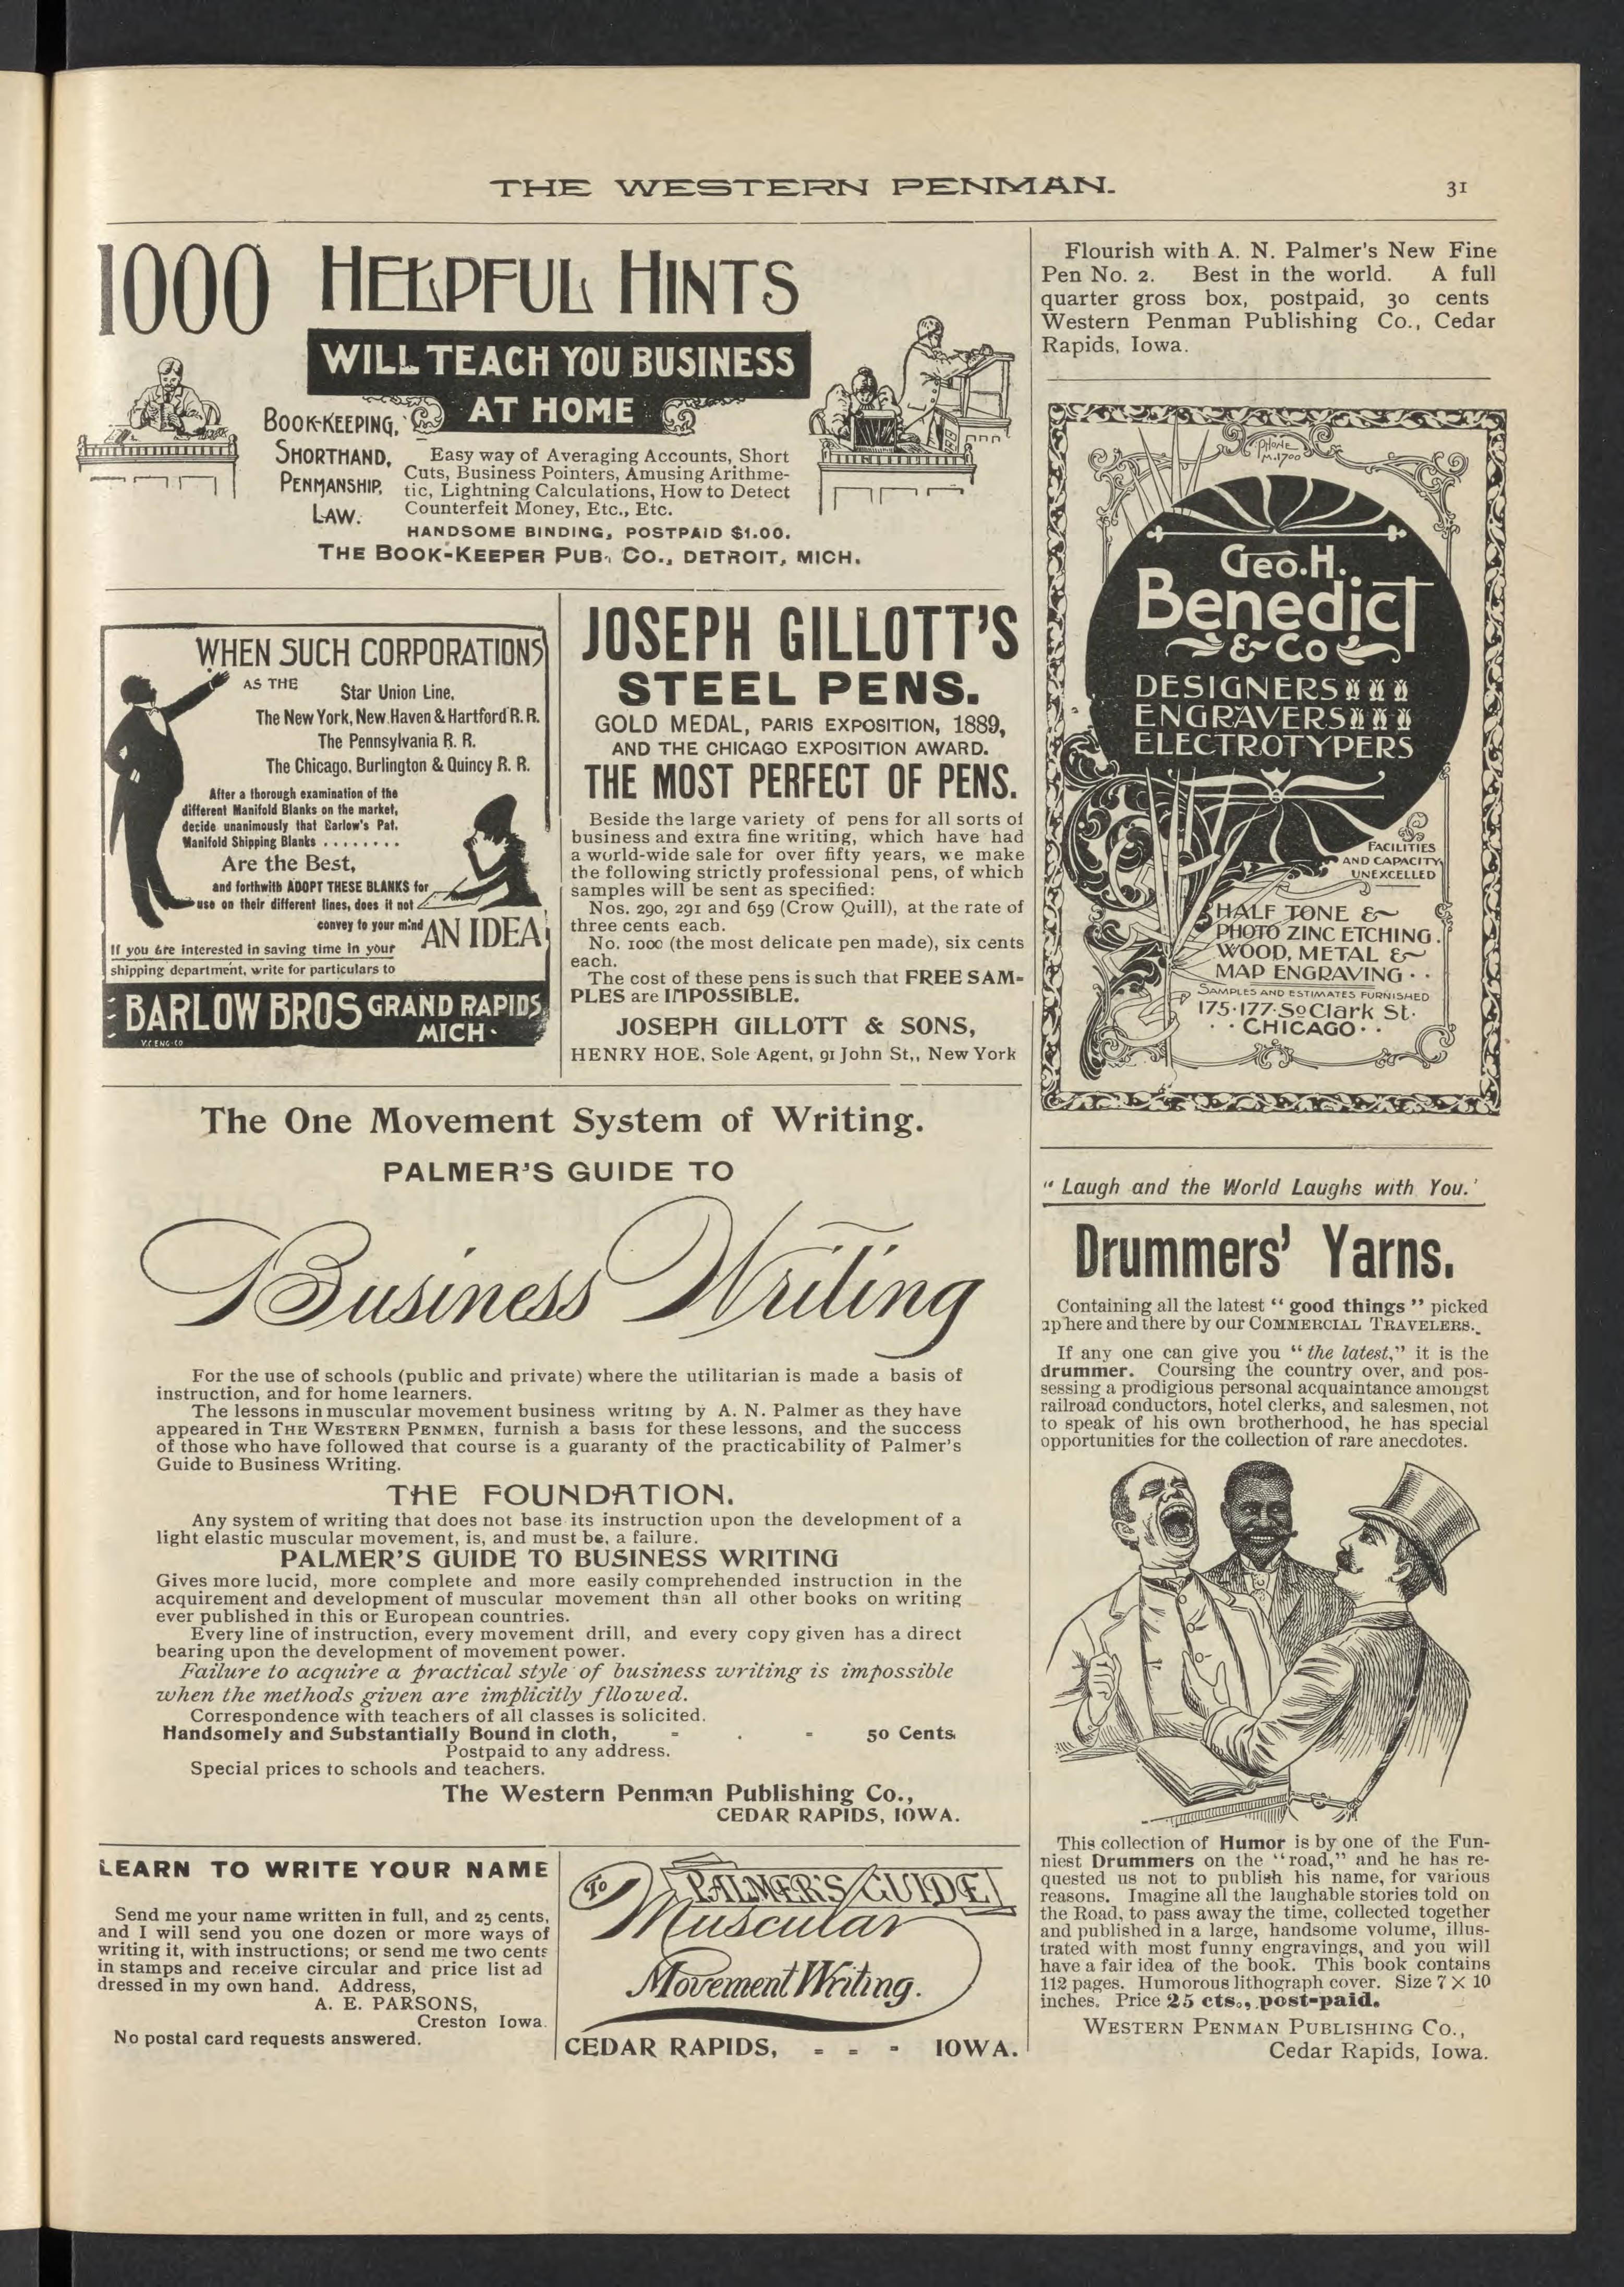 THE WESTERN PENMAN.
31
1000 HELPFUL HINTS
WILL TEACH YOU BUSINESS
AT HOME
BOOK-KEEPING,
SHORTHAND,
PENMANSHIP,
LAW.
Easy way of Averaging Accounts, Short
Cuts, Business Pointers, Amusing Arithme-
tic, Lightning Calculations, How to Detect
Counterfeit Money, Etc., Etc.
HANDSOME BINDING, POSTPAID $1.00.
THE BOOK-KEEPER PUB. CO., DETROIT, MICH.
WHEN SUCH CORPORATIONS
AS THE
Star Union Line,
The New York, New Haven & Hartford R. R.
The Pennsylvania R. R.
The Chicago, Burlington & Quincy R. R.
After a thorough examination of the
different Manifold Blanks on the market,
decide unanimously that Barlow's Pat.
Manifold Shipping Blanks . . . . . . . .
Are the Best,
and forthwith ADOPT THESE BLANKS for
use on their different lines, does it not
convey to your mind AN IDEA
If you are interested in saving time in your
shipping department, write for particulars to
BARLOW BROS GRAND RAPIDS,
MICH.
V.C ENG. CO
JOSEPH GILLOTT'S
STEEL PENS.
GOLD MEDAL, PARIS EXPOSITION, 1889,
AND THE CHICAGO EXPOSITION AWARD.
THE MOST PERFECT OF PENS.
Beside the large variety of pens for all sorts of
business and extra fine writing, which have had
a world-wide sale for over fifty years, we make
the following strictly professional pens, of which
samples will be sent as specified:
Nos. 290, 291 and 659 (Crow Quill), at the rate of
three cents each.
No. 1000 (the most delicate pen made), six cents
each.
The cost of these pens is such that FREE SAM-
PLES are IMPOSSIBLE.
JOSEPH GILLOTT & SONS,
HENRY HOE, Sole Agent, 91 John St,, New York
The One Movement System of Writing.
PALMER'S GUIDE TO
Business Writing
For the use of schools (public and private) where the utilitarian is made a basis of
instruction, and for home learners.
The lessons in muscular movement business writing by A. N. Palmer as they have
appeared in THE WESTERN PENMEN, furnish a basis for these lessons, and the success
of those who have followed that course is a guaranty of the practicability of Palmer's
Guide to Business Writing.
THE FOUNDATION.
Any system of writing that does not base its instruction upon the development of a
light elastic muscular movement, is, and must be, a failure.
PALMER'S GUIDE TO BUSINESS WRITING
Gives more lucid, more complete and more easily comprehended instruction in the
acquirement and development of muscular movement than all other books on writing
ever published in this or European countries.
Every line of instruction, every movement drill, and every copy given has a direct
bearing upon the development of movement power.
Failure to acquire a practical style of business writing is impossible
when the methods given are implicitly fllowed.
Correspondence with teachers of all classes is solicited.
Handsomely and Substantially Bound in cloth, - . - 50 Cents.
Postpaid to any address.
Special prices to schools and teachers.
The Western Penman Publishing Co.,
CEDAR RAPIDS, IOWA.
LEARN TO WRITE YOUR NAME
Send me your name written in full, and 25 cents,
and I will send you one dozen or more ways of
writing it, with instructions; or send me two cents
in stamps and receive circular and price list ad
dressed in my own hand. Address,
A. E. PARSONS,
Creston Iowa.
No postal card requests answered.
PALMER'S GUIDE
To Muscular
Movement Writing.
CEDAR RAPIDS, - - - IOWA.
Flourish with A. N. Palmer's New Fine
Pen No. 2. Best in the world. A full
quarter gross box, postpaid, 30 cents
Western Penman Publishing Co., Cedar
Rapids, Iowa.
PHONE
M.1700
Geo. H.
Benedict
& Co
DESIGNERS
ENGRAVERS
ELECTROTYPERS
FACILITIES
AND CAPACITY
UNEXCELLED
HALF TONE &
PHOTO ZINC ETCHING.
WOOD, METAL &
MAP ENGRAVING . .
SAMPLES AND ESTIMATES FURNISHED
175-177 So Clark St.
. . CHICAGO . .
"Laugh and the World Laughs with You.'
Drummers' Yarns.
Containing all the latest "good things" picked
up here and there by our COMMERCIAL TRAVELERS.
If any one can give you "the latest," it is the
drummer. Coursing the country over, and pos-
sessing a prodigious personal acquaintance amongst
railroad conductors, hotel clerks, and salesmen, not
to speak of his own brotherhood, he has special
opportunities for the collection of rare anecdotes.
This collection of Humor is by one of the Fun-
niest Drummers on the "road," and he has re-
quested us not to publish his name, for various
reasons. Imagine all the laughable stories told on
the Road, to pass away the time, collected together
and published in a large, handsome volume, illus-
trated with most funny engravings, and you will
have a fair idea of the book. This book contains
112 pages. Humorous lithograph cover. Size 7 X 10
inches. Price 25 cts., post-paid.
WESTERN PENMAN PUBLISHING CO.,
Cedar Rapids, Iowa.